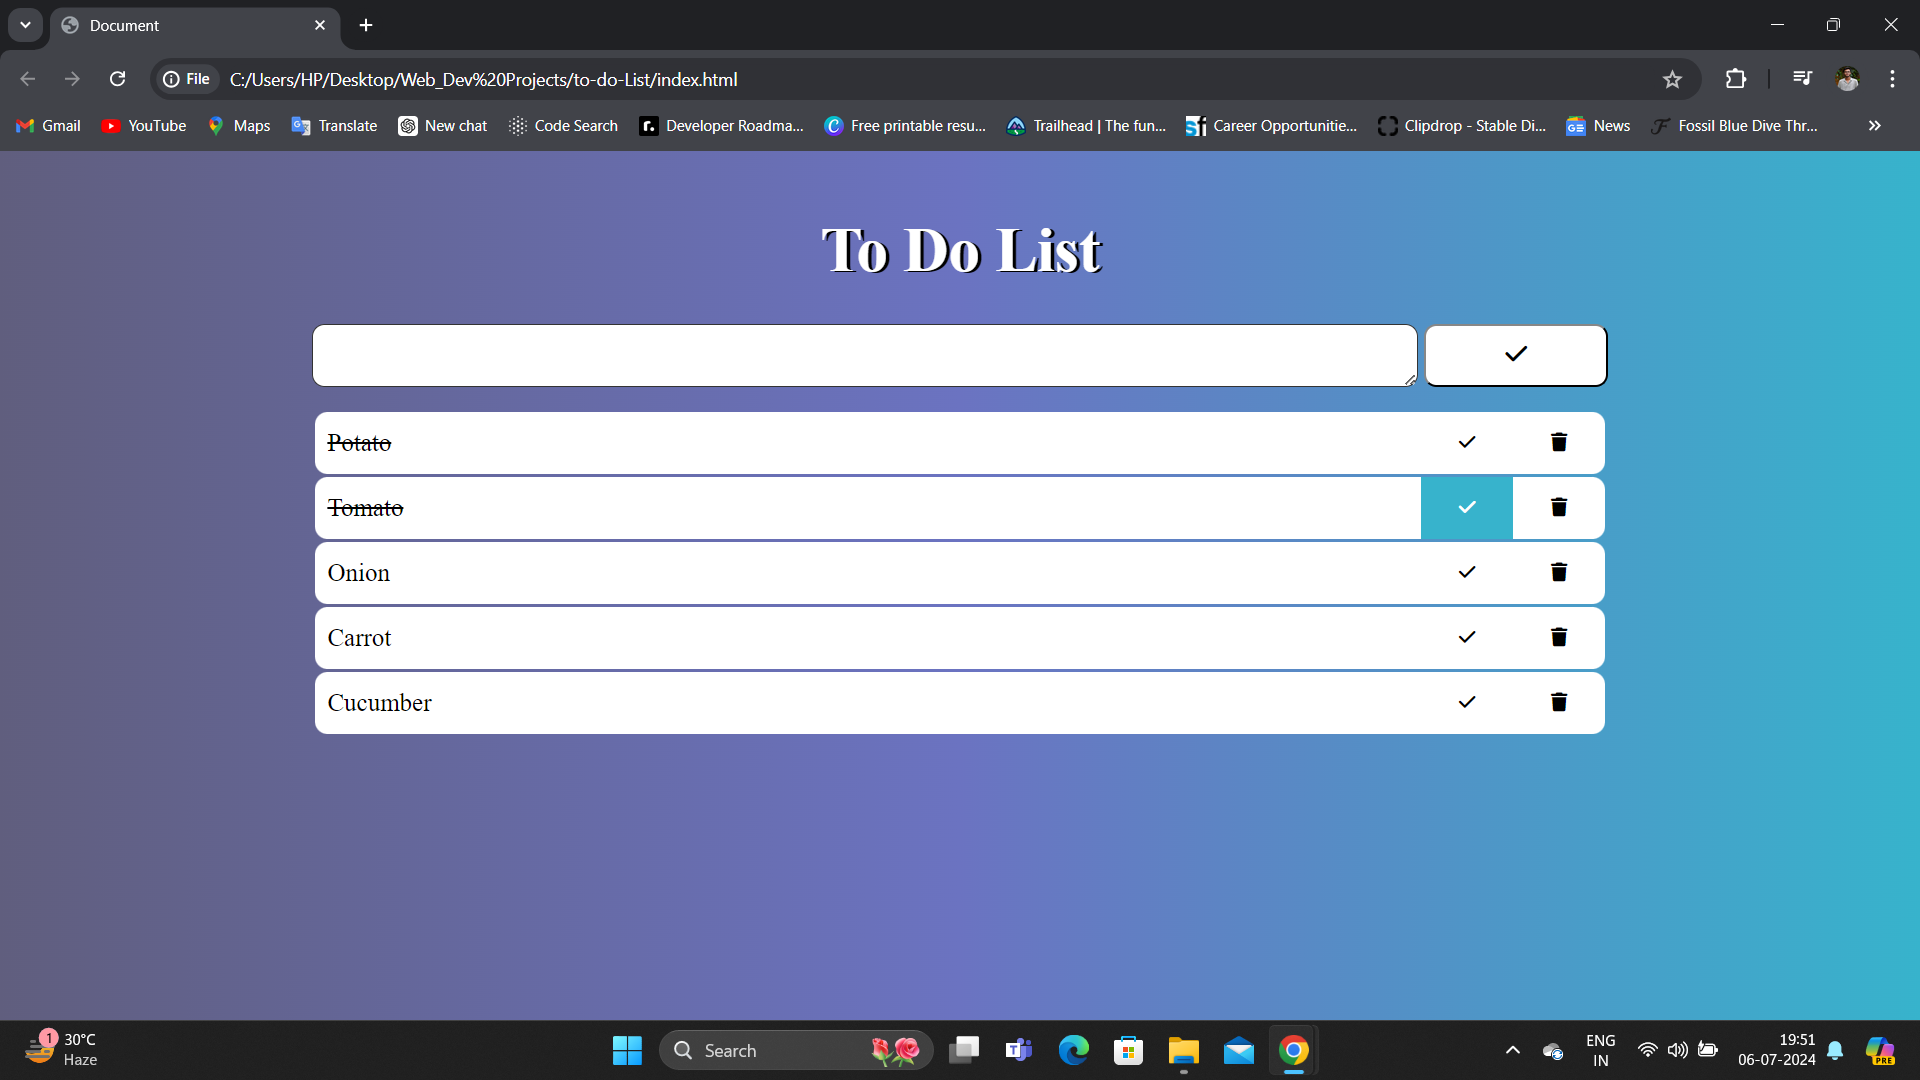 Document
File C:/Users/HP/Desktop/Web_Dev%20Projects/to-do-List/index.html
Gmail YouTube Maps Translate New chat Code Search Developer Roadma... Free printable resu... Trailhead | The fun... Career Opportunitie... Clipdrop - Stable Di... News Fossil Blue Dive Thr...
To Do List
Potato
Tomato
Onion
Carrot
Cucumber
1 30°C
Haze
Search
ENG
IN
19:51
06-07-2024
PRE